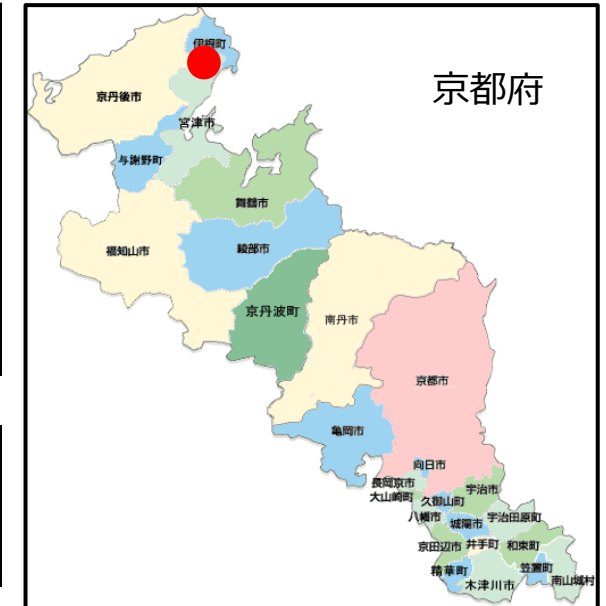 京都府
伊根町
京丹後市
宮津市
与謝野町
舞鶴市
福知山市
綾部市
京丹波町
南丹市
京都市
亀岡市
向日市
長岡京市
大山崎町
宇治市
久御山町
八幡市
宇治田原町
城陽市
京田辺市
井手町
和束町
精華町
笠置町
木津川市
南山城村